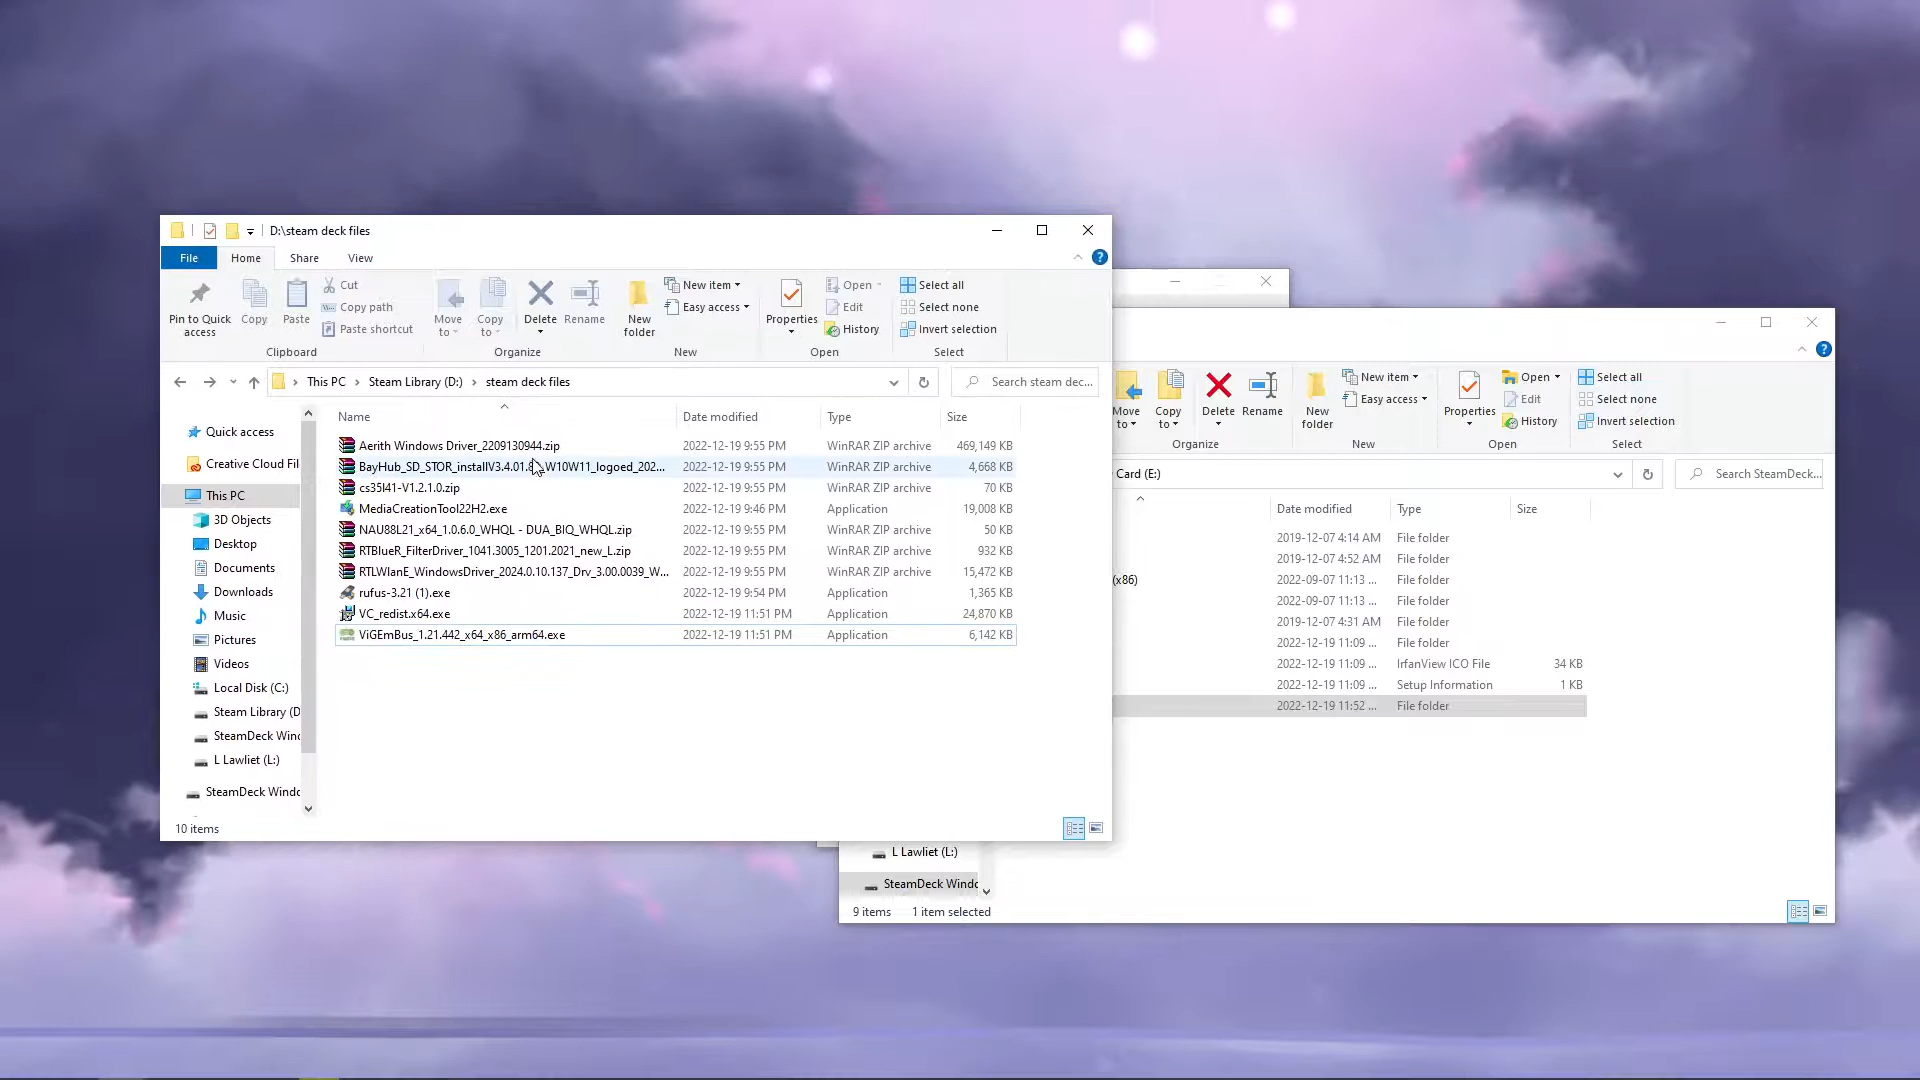 D:\steam deck files
File Home Share View
Pin to Quick access
Copy
Paste
Cut
Copy path
Paste shortcut
Clipboard
Move to
Copy to
Delete
Rename
Organize
New folder
New item
Easy access
New
Properties
Open
Edit
History
Open
Select all
Select none
Invert selection
Select
This PC > Steam Library (D:) > steam deck files
Search steam dec...
Name Date modified Type Size
Aerith Windows Driver_2209130944.zip 2022-12-19 9:55 PM WinRAR ZIP archive 469,149 KB
2022-12-19 9:55 PM WinRAR ZIP archive 4,668 KB
cs35l41-V1.2.1.0.zip 2022-12-19 9:55 PM WinRAR ZIP archive 70 KB
MediaCreationTool22H2.exe 2022-12-19 9:46 PM Application 19,008 KB
NAU88L21_x64_1.0.6.0_WHQL - DUA_BIQ_WHQL.zip 2022-12-19 9:55 PM WinRAR ZIP archive 50 KB
RTBlueR_FilterDriver_1041.3005_1201.2021_new_L.zip 2022-12-19 9:55 PM WinRAR ZIP archive 932 KB
RTLWlanE_WindowsDriver_2024.0.10.137_Drv_3.00.0039_W... 2022-12-19 9:55 PM WinRAR ZIP archive 15,472 KB
rufus-3.21 (1).exe 2022-12-19 9:54 PM Application 1,365 KB
VC_redist.x64.exe 2022-12-19 11:51 PM Application 24,870 KB
ViGEmBus_1.21.442_x64_x86_arm64.exe 2022-12-19 11:51 PM Application 6,142 KB
Quick access
Creative Cloud Fil
This PC
3D Objects
Desktop
Documents
Downloads
Music
Pictures
Videos
Local Disk (C:)
Steam Library (D
SteamDeck Winc
L Lawliet (L:)
SteamDeck Windc
10 items
Move to
Copy to
Delete
Rename
Organize
New folder
New item
Easy access
New
Properties
Open
Edit
History
Open
Select all
Select none
Invert selection
Select
Card (E:)
Search SteamDeck...
Date modified Type Size
2019-12-07 4:14 AM File folder
2019-12-07 4:52 AM File folder
(x86) 2022-09-07 11:13 ... File folder
2022-09-07 11:13 ... File folder
2019-12-07 4:31 AM File folder
2022-12-19 11:09 ... File folder
2022-12-19 11:09 ... IrfanView ICO File 34 KB
2022-12-19 11:09 ... Setup Information 1 KB
2022-12-19 11:52 ... File folder
L Lawliet (L:)
SteamDeck Windc
9 items 1 item selected